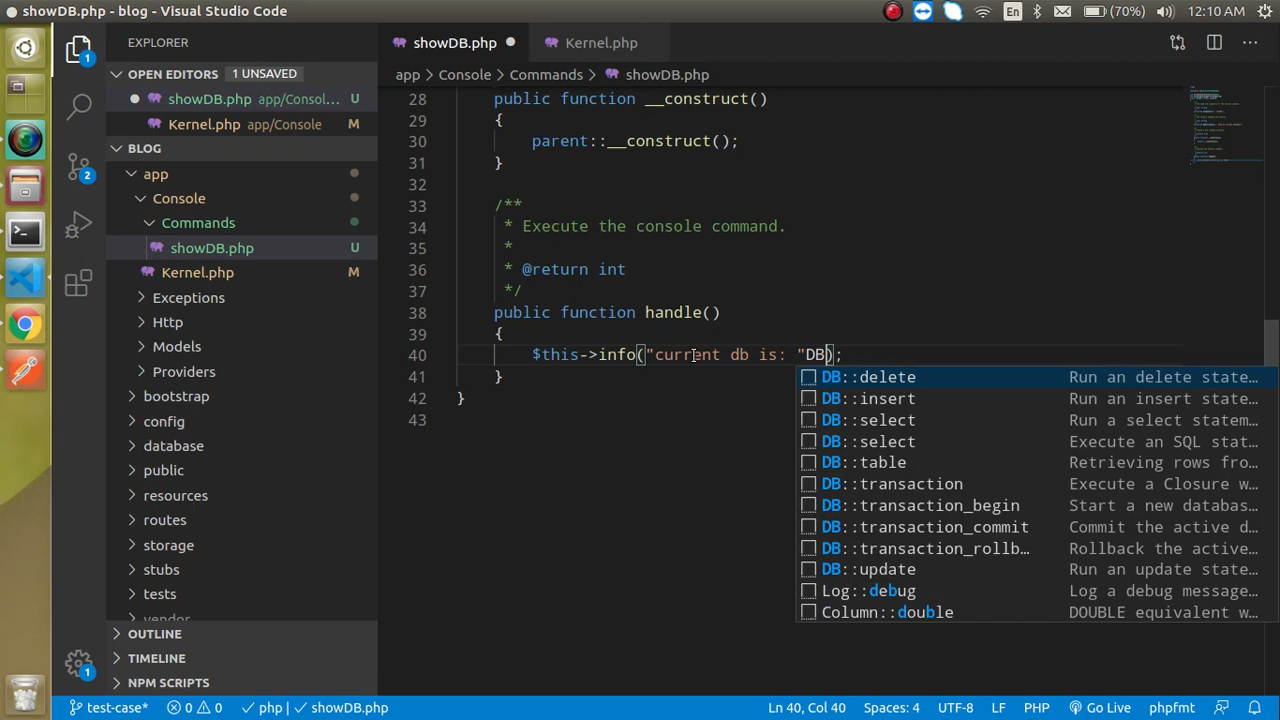 showDB.php - blog - Visual Studio Code
En
(70%)
12:10 AM
EXPLORER
showDB.php
Kernel.php
OPEN EDITORS 1 UNSAVED
showDB.php app/Consol... U
Kernel.php app/Console M
BLOG
app
Console
Commands
showDB.php U
Kernel.php M
Exceptions
Http
Models
Providers
bootstrap
config
database
public
resources
routes
storage
stubs
tests
vendor
OUTLINE
TIMELINE
NPM SCRIPTS
1
2
1
app > Console > Commands > showDB.php
28 public function __construct()
29 {
30 parent::__construct();
31 }
32
33 /**
34 * Execute the console command.
35 *
36 * @return int
37 */
38 public function handle()
39 {
40 $this->info("current db is: "DB);
41 }
42 }
43
DB::delete Run an delete state...
DB::insert Run an insert state...
DB::select Run a select statem...
DB::select Execute an SQL stat...
DB::table Retrieving rows fro...
DB::transaction Execute a Closure w...
DB::transaction_begin Start a new databas...
DB::transaction_commit Commit the active d...
DB::transaction_rollb... Rollback the active...
DB::update Run an update state...
Log::debug Log a debug message...
Column::double DOUBLE equivalent w...
test-case* 0 0 php | showDB.php Ln 40, Col 40 Spaces: 4 UTF-8 LF PHP Go Live phpfmt